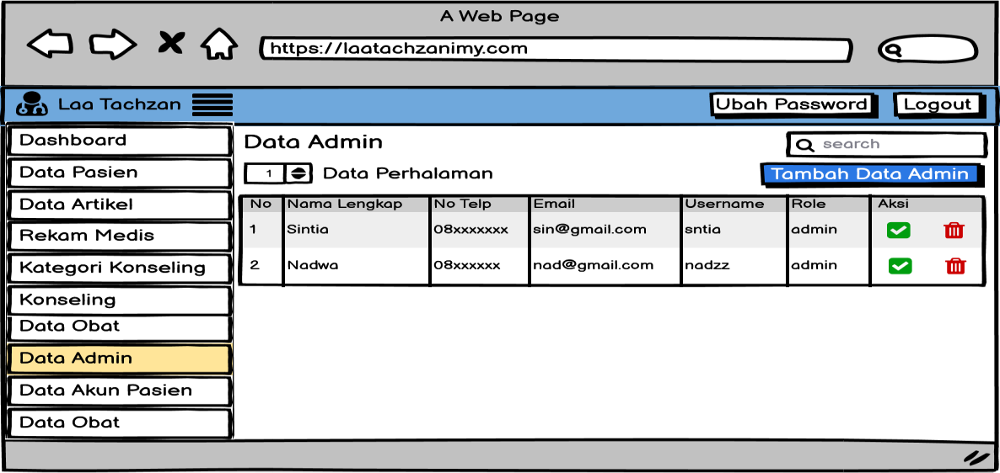 A Web Page
https://laatachzanimy.com
Laa Tachzan
Ubah Password
Logout
Dashboard
Data Pasien
Data Artikel
Rekam Medis
Kategori Konseling
Konseling
Data Obat
Data Admin
Data Akun Pasien
Data Obat
Data Admin
search
1 Data Perhalaman
Tambah Data Admin
No Nama Lengkap No Telp Email Username Role Aksi
1 Sintia 08xxxxxxx sin@gmail.com sntia admin
2 Nadwa 08xxxxxx nad@gmail.com nadzz admin